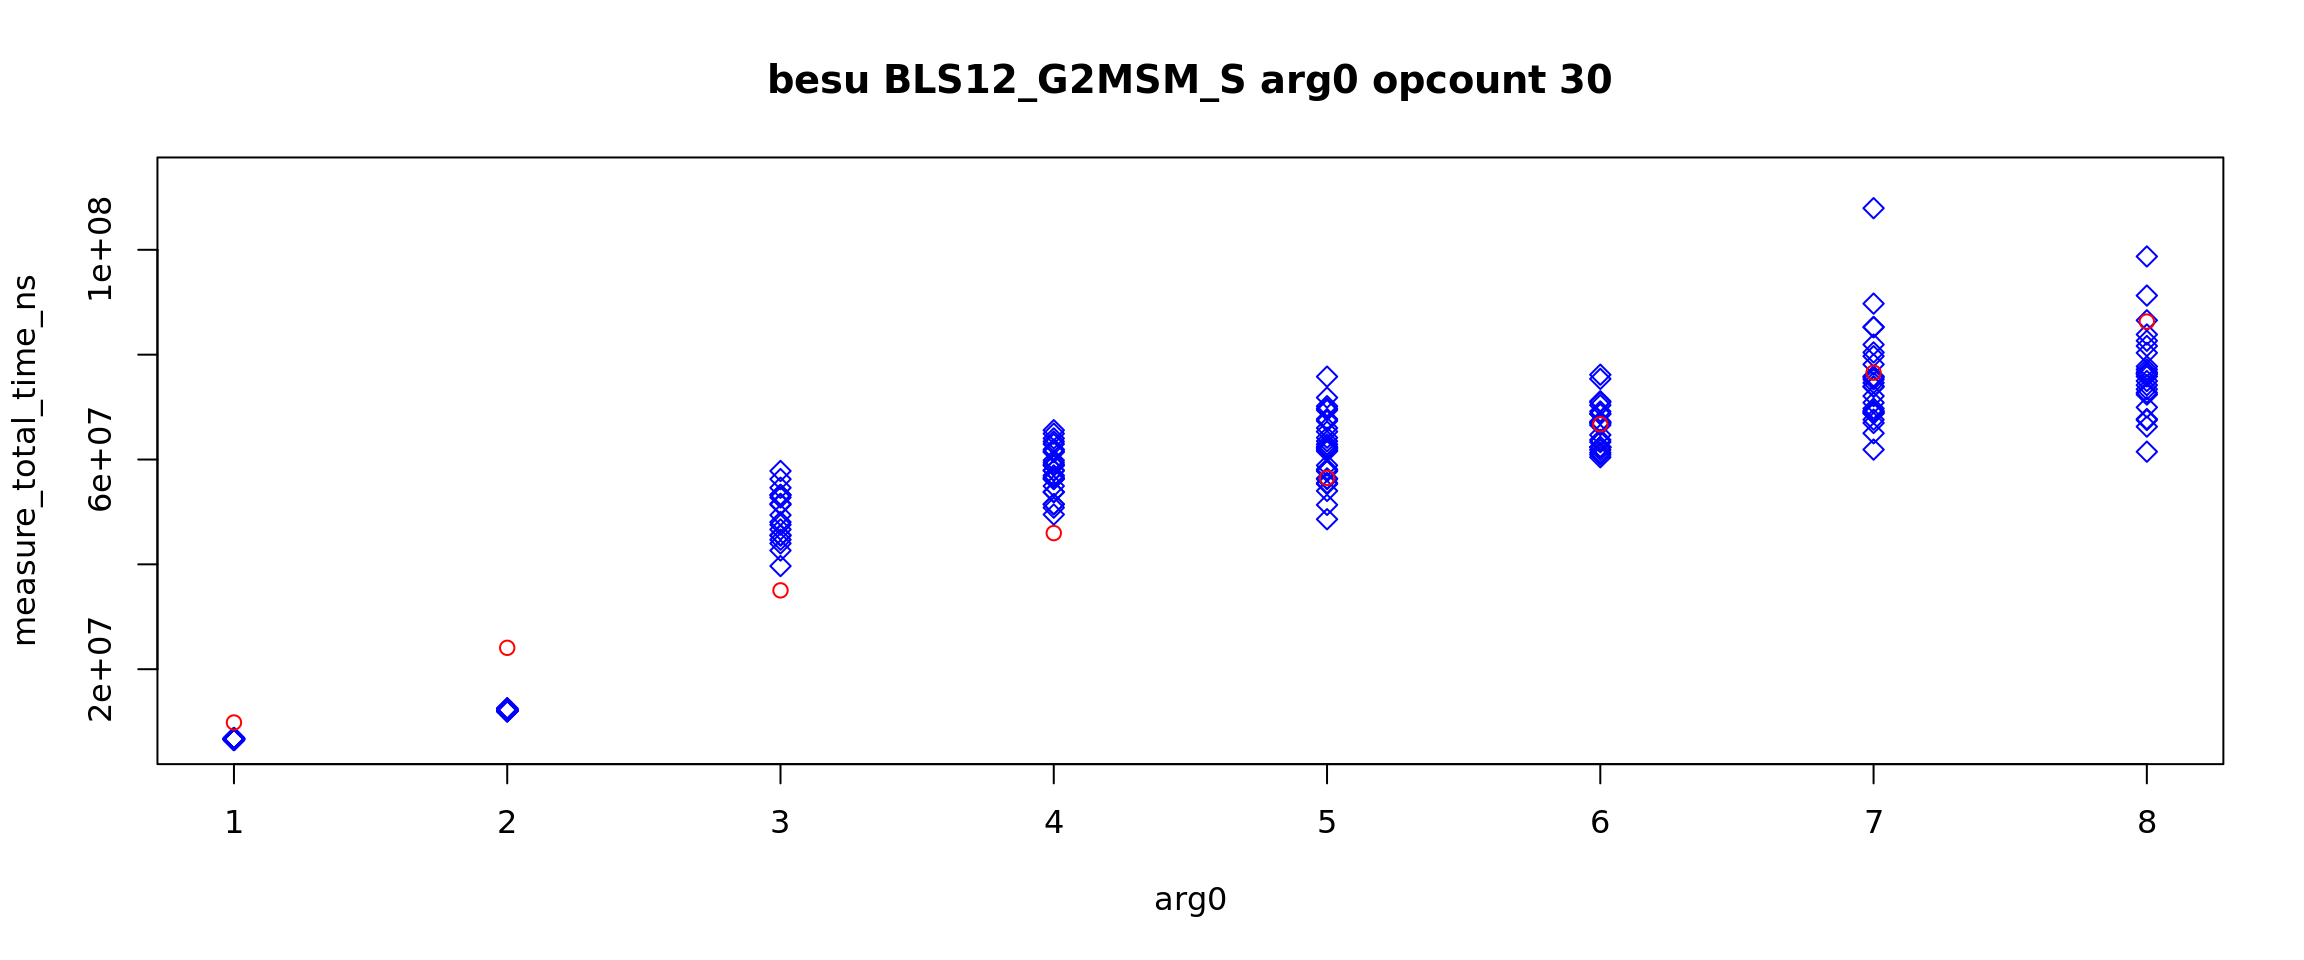 besu BLS12_G2MSM_S arg0 opcount 30
measure_total_time_ns
1e+08
6e+07
2e+07
1 2 3 4 5 6 7 8
arg0